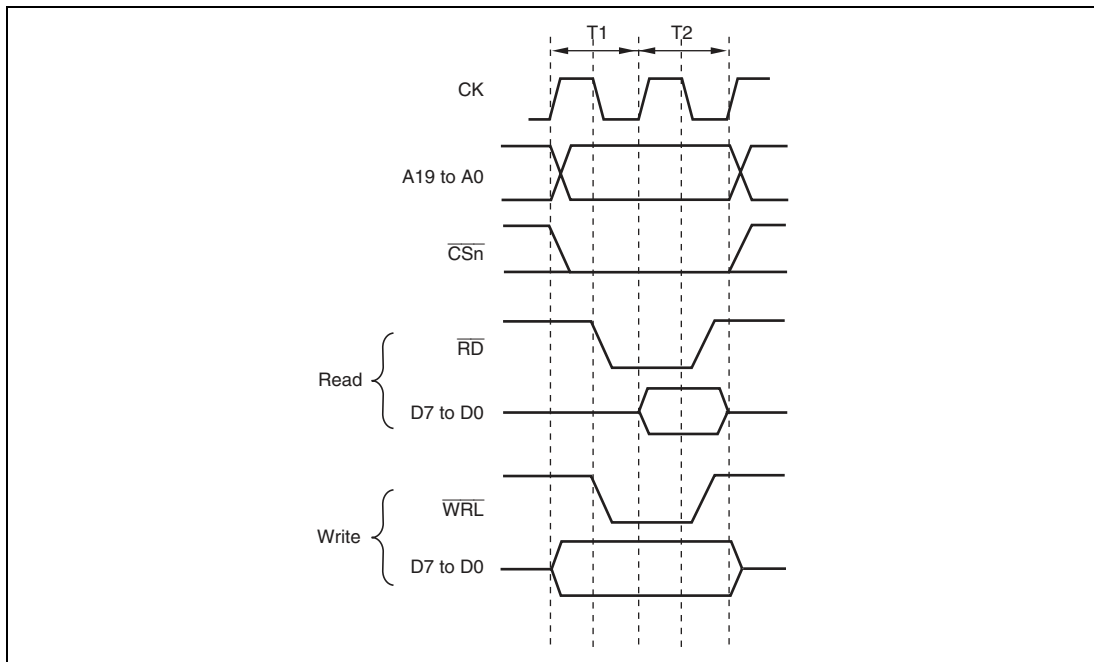 T1 T2
CK
A19 to A0
CSn
RD
Read
D7 to D0
WRL
Write
D7 to D0